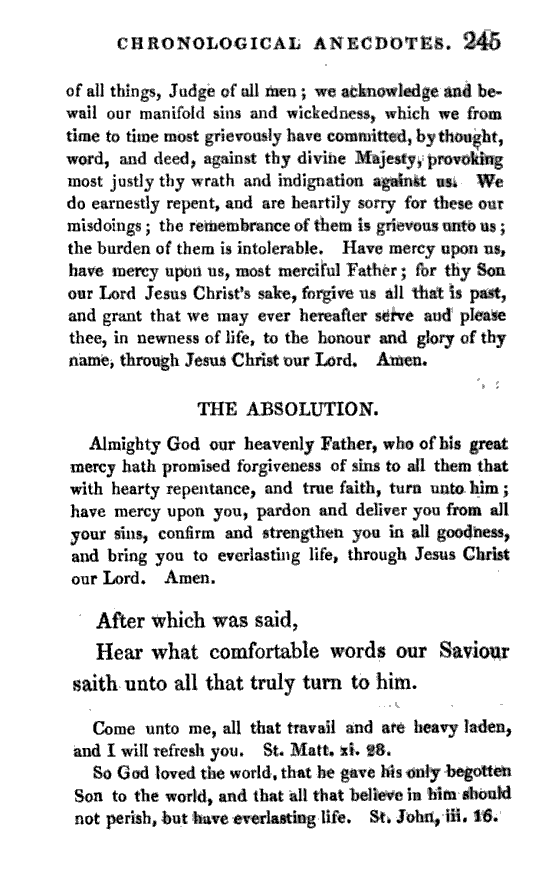 CHRONOLOGICAL ANECDOTES. 245
of all things, Judge of all men ; we acknowledge and be-
wail our manifold sins and wickedness, which we from
time to time most grievously have committed, by thought,
word, and deed, against thy divine Majesty, provoking
most justly thy wrath and indignation against us. We
do earnestly repent, and are heartily sorry for these our
misdoings ; the remembrance of them is grievous unto us ;
the burden of them is intolerable. Have mercy upon us,
have mercy upon us, most merciful Father ; for thy Son
our Lord Jesus Christ's sake, forgive us all that is past,
and grant that we may ever hereafter serve and please
thee, in newness of life, to the honour and glory of thy
name, through Jesus Christ our Lord. Amen.
THE ABSOLUTION.
Almighty God our heavenly Father, who of his great
mercy hath promised forgiveness of sins to all them that
with hearty repentance, and true faith, turn unto him ;
have mercy upon you, pardon and deliver you from all
your sins, confirm and strengthen you in all goodness,
and bring you to everlasting life, through Jesus Christ
our Lord. Amen.
After which was said,
Hear what comfortable words our Saviour
saith unto all that truly turn to him.
Come unto me, all that travail and are heavy laden,
and I will refresh you. St. Matt. xi. 28.
So God loved the world, that he gave his only begotten
Son to the world, and that all that believe in him should
not perish, but have everlasting life. St. John, iii. 16.